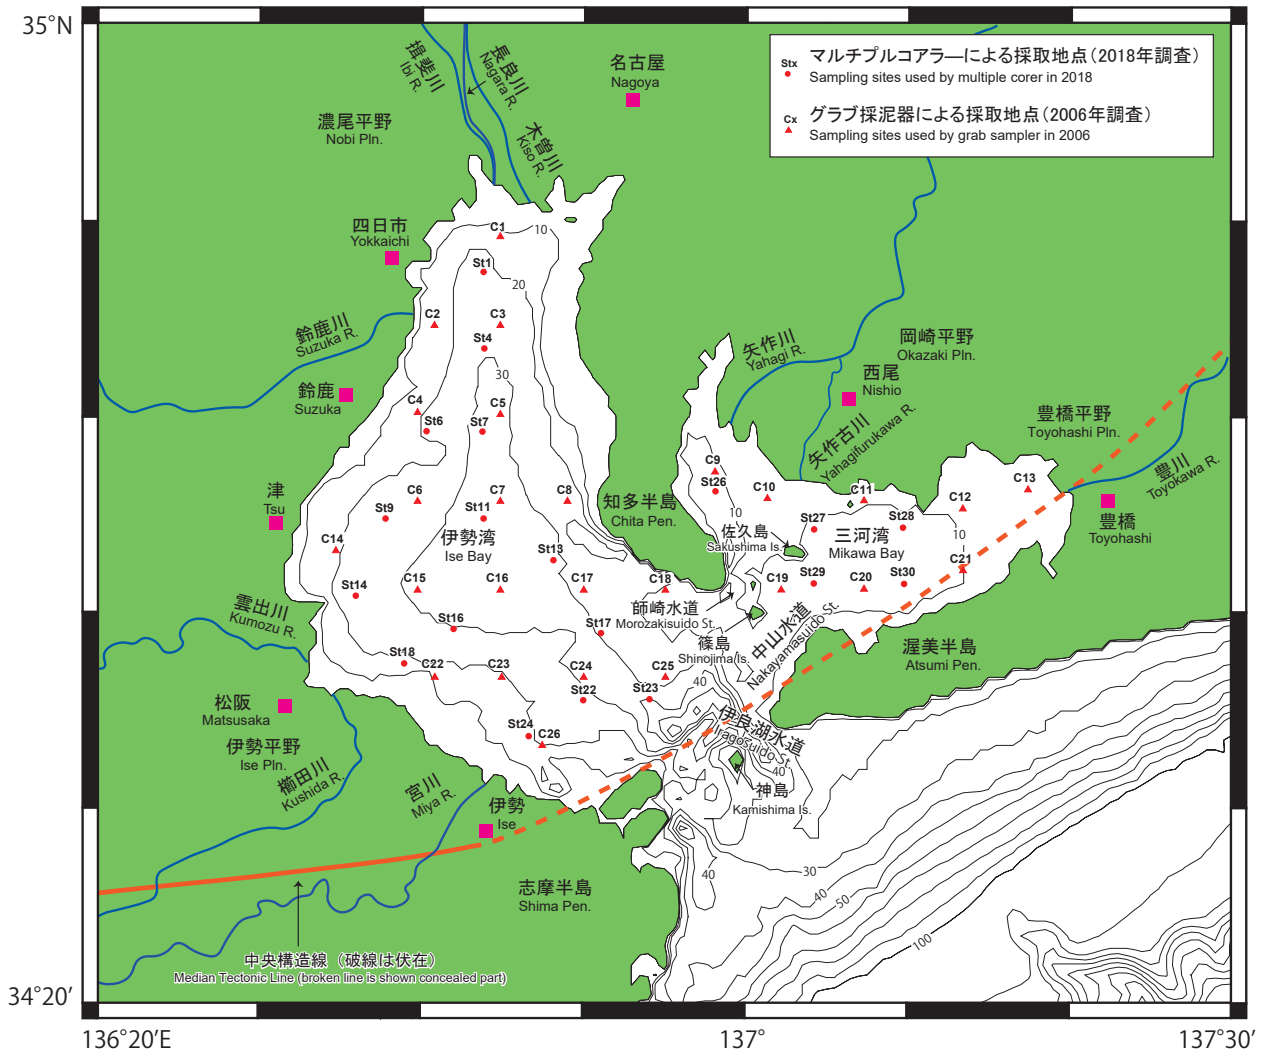 35°N
Stx
マルチプルコアラーによる採取地点(2018年調査)
Sampling sites used by multiple corer in 2018
Cx
グラブ採泥器による採取地点(2006年調査)
Sampling sites used by grab sampler in 2006
揖斐川
Ibi R.
長良川
Nagara R.
木曽川
Kiso R.
名古屋
Nagoya
濃尾平野
Nobi Pln.
四日市
Yokkaichi
C1
10
St1
20
C2
C3
St4
鈴鹿川
Suzuka R.
30
鈴鹿
Suzuka
C4
St6
C5
St7
矢作川
Yahagi R.
岡崎平野
Okazaki Pln.
西尾
Nishio
矢作古川
Yahagifurukawa R.
豊橋平野
Toyohashi Pln.
豊川
Toyokawa R.
豊橋
Toyohashi
C9
St26
10
C10
C11
C12
C13
津
Tsu
C6
St9
C7
St11
C8
知多半島
Chita Pen.
伊勢湾
Ise Bay
佐久島
Sakushima Is.
St27
三河湾
Mikawa Bay
St28
10
C14
St13
St14
C15
C16
C17
C18
C19
St29
C20
St30
C21
師崎水道
Morozakisuido St.
雲出川
Kumozu R.
St16
St17
篠島
Shinojima Is.
中山水道
Nakayamasuido St.
渥美半島
Atsumi Pen.
St18
C22
C23
C24
St22
C25
St23
40
松阪
Matsusaka
伊勢平野
Ise Pln.
櫛田川
Kushida R.
St24
C26
伊良湖水道
Iragosuido St.
40
神島
Kamishima Is.
宮川
Miya R.
伊勢
Ise
40
30
40
50
100
志摩半島
Shima Pen.
中央構造線(破線は伏在)
Median Tectonic Line (broken line is shown concealed part)
34°20′
136°20′E
137°
137°30′